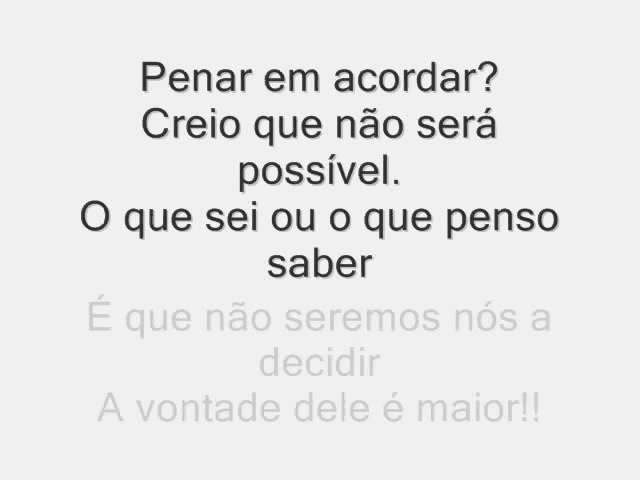 Penar em acordar?
Creio que não será
possível.
O que sei ou o que penso
saber
É que não seremos nós a
decidir
A vontade dele é maior!!